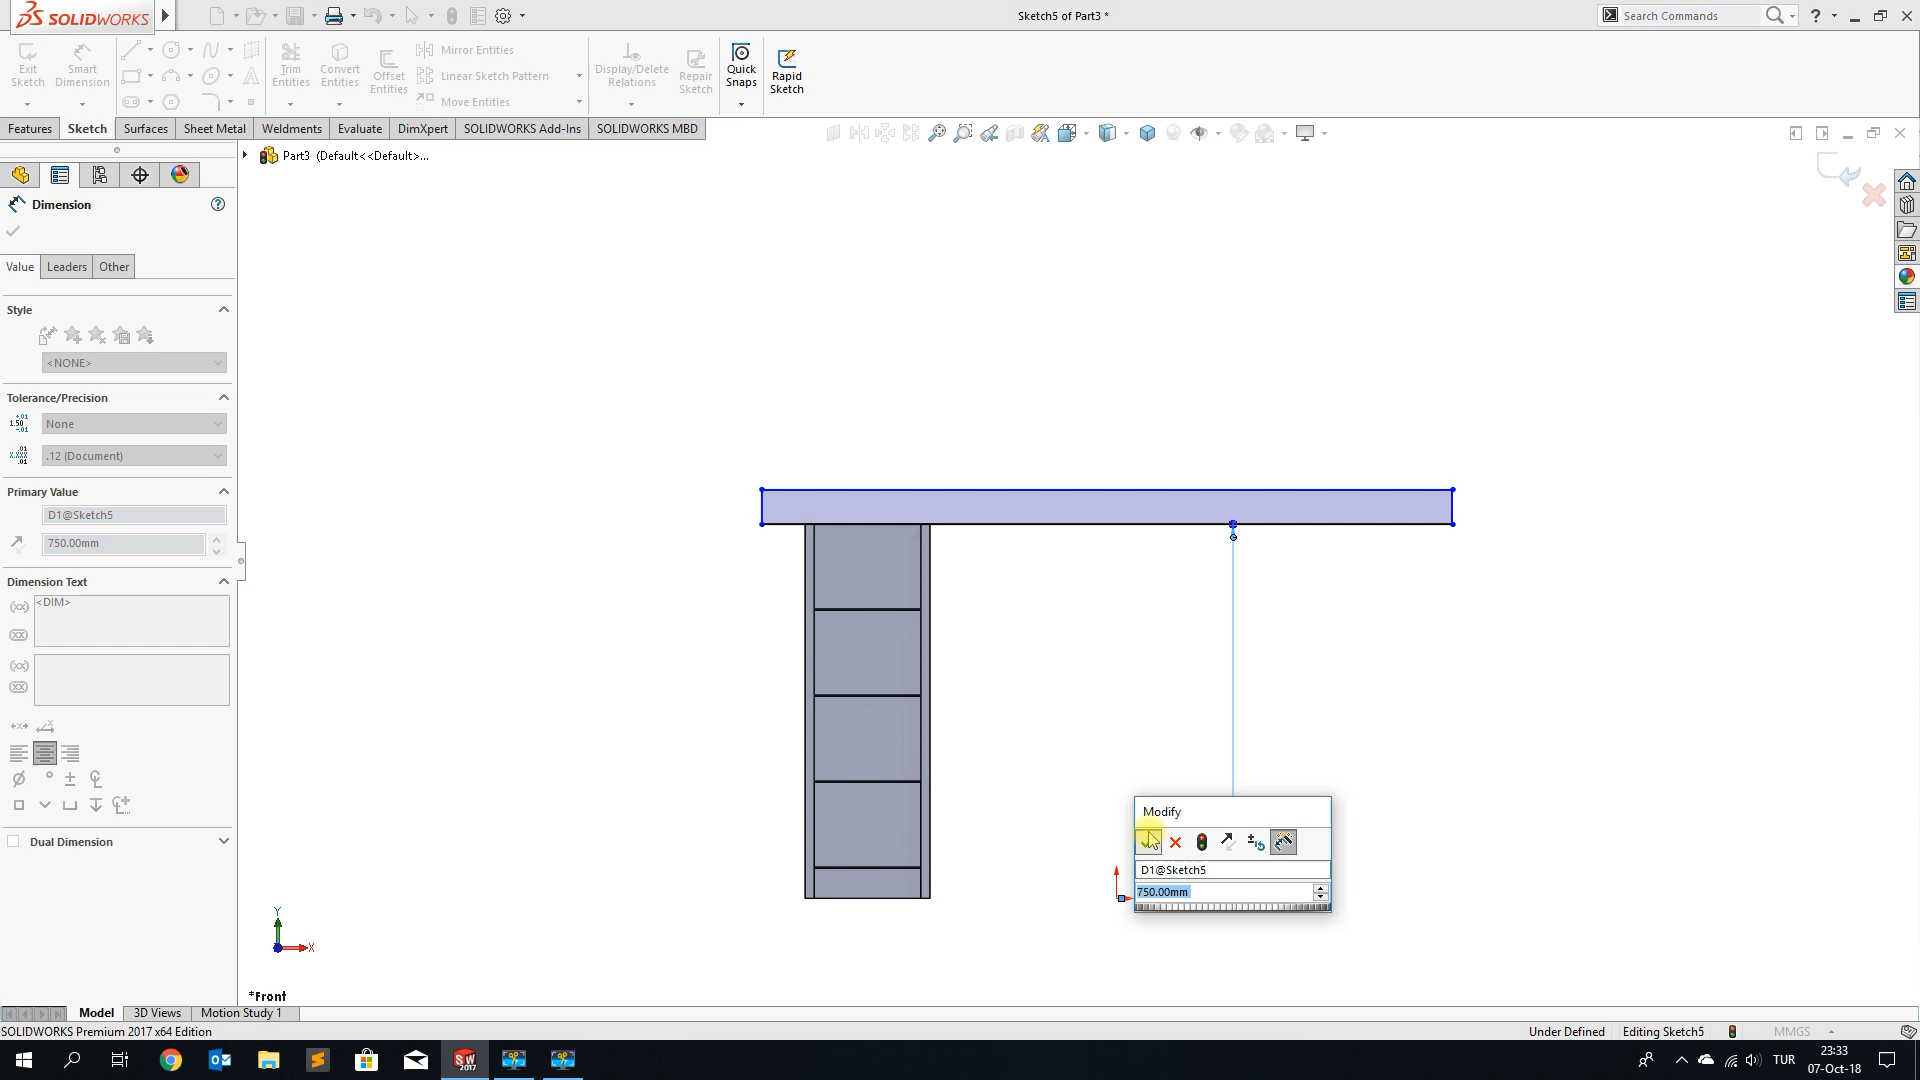 SOLIDWORKS
Sketch5 of Part3 *
Search Commands
?
Exit Sketch
Smart Dimension
Trim Entities
Convert Entities
Offset Entities
Mirror Entities
Linear Sketch Pattern
Move Entities
Display/Delete Relations
Repair Sketch
Quick Snaps
Rapid Sketch
Features
Sketch
Surfaces
Sheet Metal
Weldments
Evaluate
DimXpert
SOLIDWORKS Add-Ins
SOLIDWORKS MBD
Part3 (Default<<Default>...
Dimension
Value
Leaders
Other
Style
<NONE>
Tolerance/Precision
None
.12 (Document)
Primary Value
D1@Sketch5
750.00mm
Dimension Text
<DIM>
Dual Dimension
Modify
D1@Sketch5
750.00mm
Y
X
*Front
Model
3D Views
Motion Study 1
SOLIDWORKS Premium 2017 x64 Edition
Under Defined
Editing Sketch5
MMGS
TUR
23:33
07-Oct-18